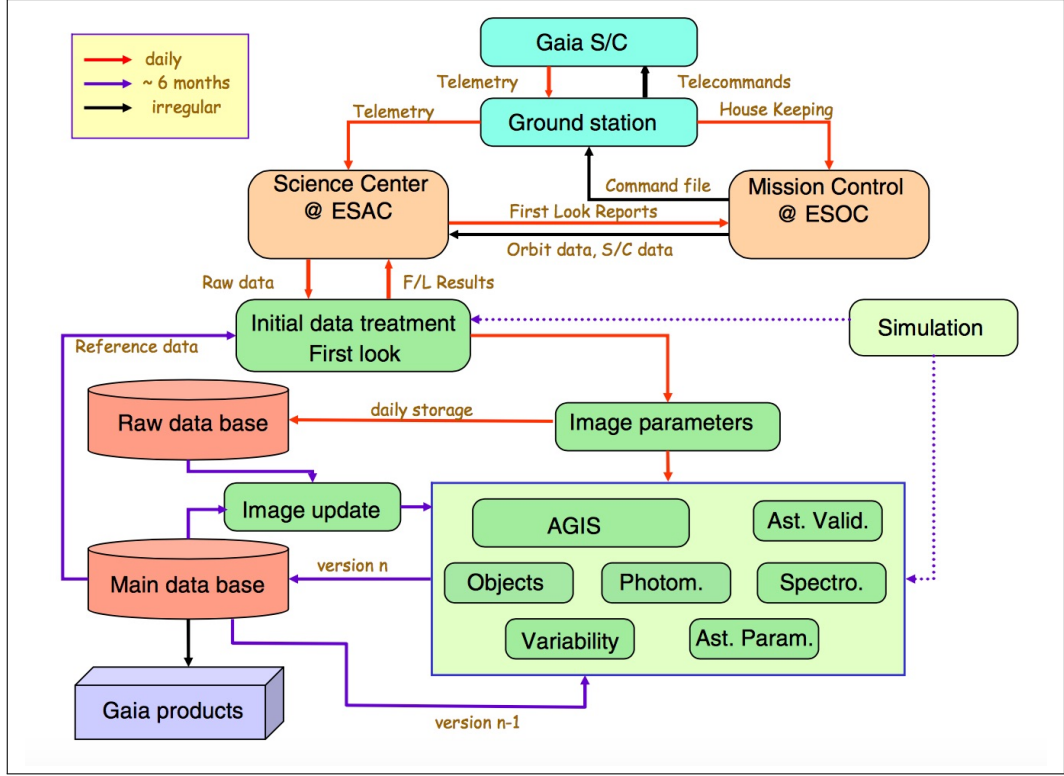 daily
~ 6 months
irregular
Gaia S/C
Telemetry
Telecommands
Ground station
Telemetry
House Keeping
Science Center
@ ESAC
Command file
Mission Control
@ ESOC
First Look Reports
Orbit data, S/C data
Raw data
F/L Results
Initial data treatment
First look
Simulation
Reference data
Raw data base
daily storage
Image parameters
Image update
AGIS
Ast. Valid.
Main data base
version n
Objects
Photom.
Spectro.
Variability
Ast. Param.
Gaia products
version n-1